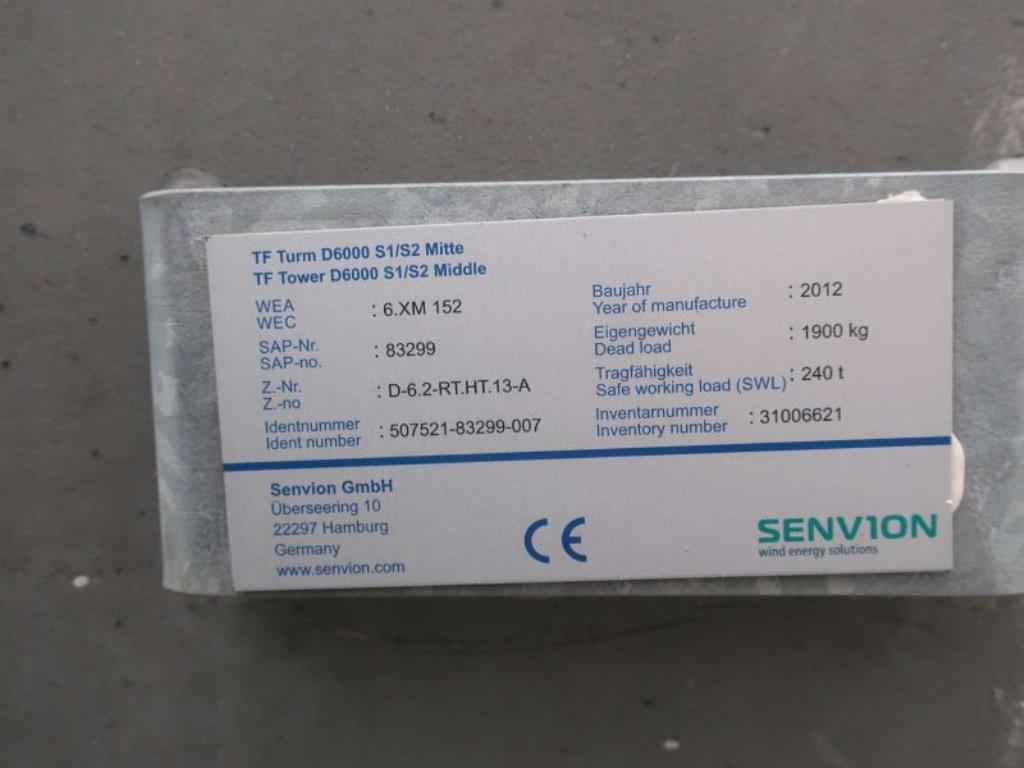 TF Turm D6000 S1/S2 Mitte
TF Tower D6000 S1/S2 Middle
WEA
WEC : 6.XM 152
SAP-Nr.
SAP-no. : 83299
Z.-Nr.
Z.-no : D-6.2-RT.HT.13-A
Identnummer
Ident number : 507521-83299-007
Baujahr
Year of manufacture : 2012
Eigengewicht
Dead load : 1900 kg
Tragfähigkeit
Safe working load (SWL) : 240 t
Inventarnummer
Inventory number : 31006621
Senvion GmbH
Überseering 10
22297 Hamburg
Germany
www.senvion.com
CE
SENVION
wind energy solutions